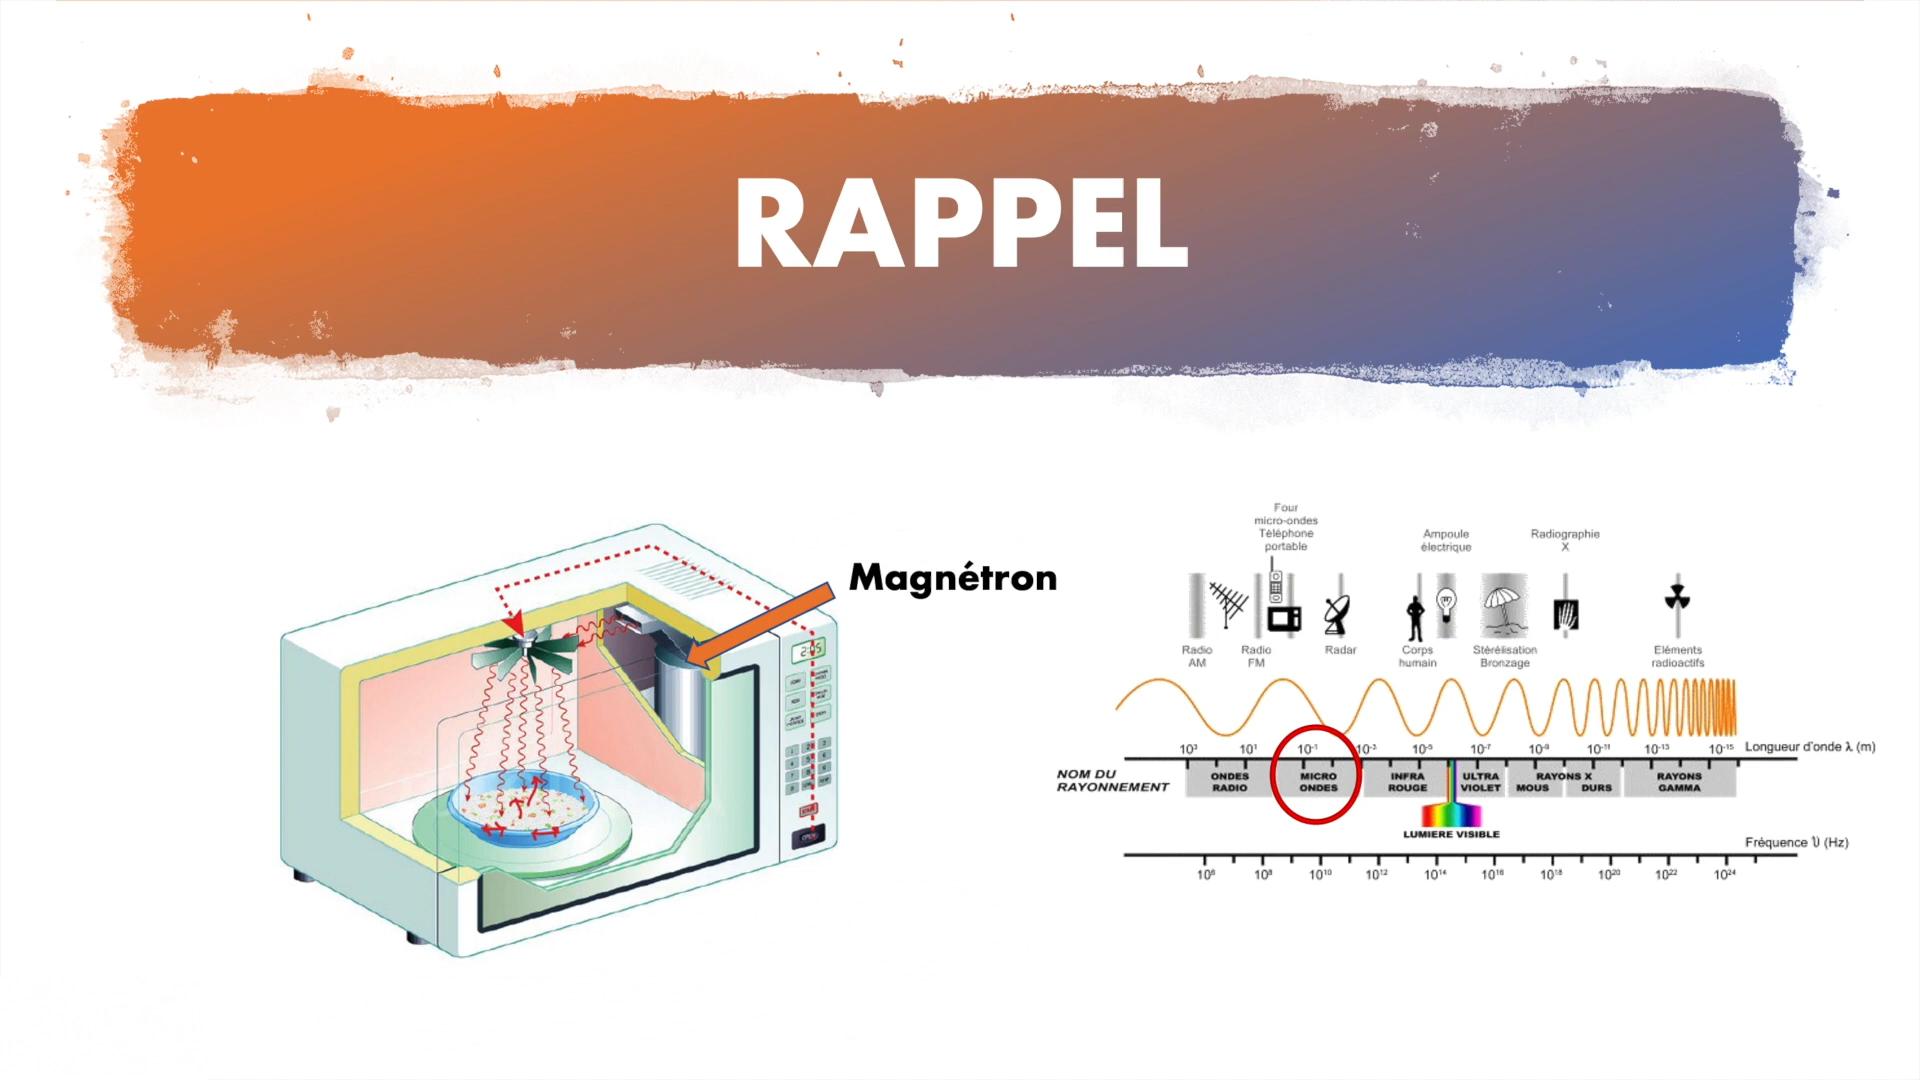 RAPPEL
Magnétron
2:05
Four
micro-ondes
Téléphone
portable
Ampoule
électrique
Radiographie
X
Radio
AM
Radio
FM
Radar
Corps
humain
Stérélisation
Bronzage
Eléments
radioactifs
10³ 10¹ 10⁻¹ 10⁻³ 10⁻⁵ 10⁻⁷ 10⁻⁹ 10⁻¹¹ 10⁻¹³ 10⁻¹⁵ Longueur d'onde λ (m)
NOM DU
RAYONNEMENT
ONDES
RADIO
MICRO
ONDES
INFRA
ROUGE
ULTRA
VIOLET
RAYONS X
MOUS DURS
RAYONS
GAMMA
LUMIERE VISIBLE
Fréquence υ (Hz)
10⁶ 10⁸ 10¹⁰ 10¹² 10¹⁴ 10¹⁶ 10¹⁸ 10²⁰ 10²² 10²⁴